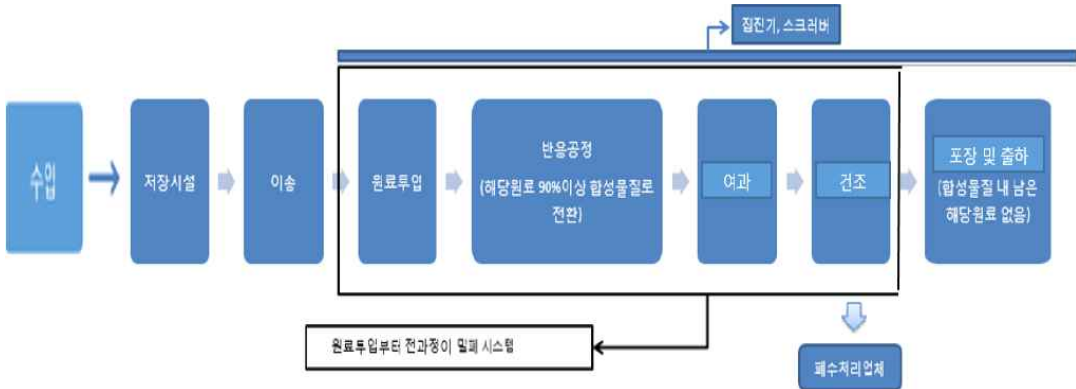 집진기, 스크러버
수입
저장시설
이송
원료투입
반응공정
(해당원료 90%이상 합성물질로
전환)
여과
건조
포장 및 출하
(합성물질 내 남은
해당원료 없음)
원료투입부터 전과정이 밀폐 시스템
폐수처리업체